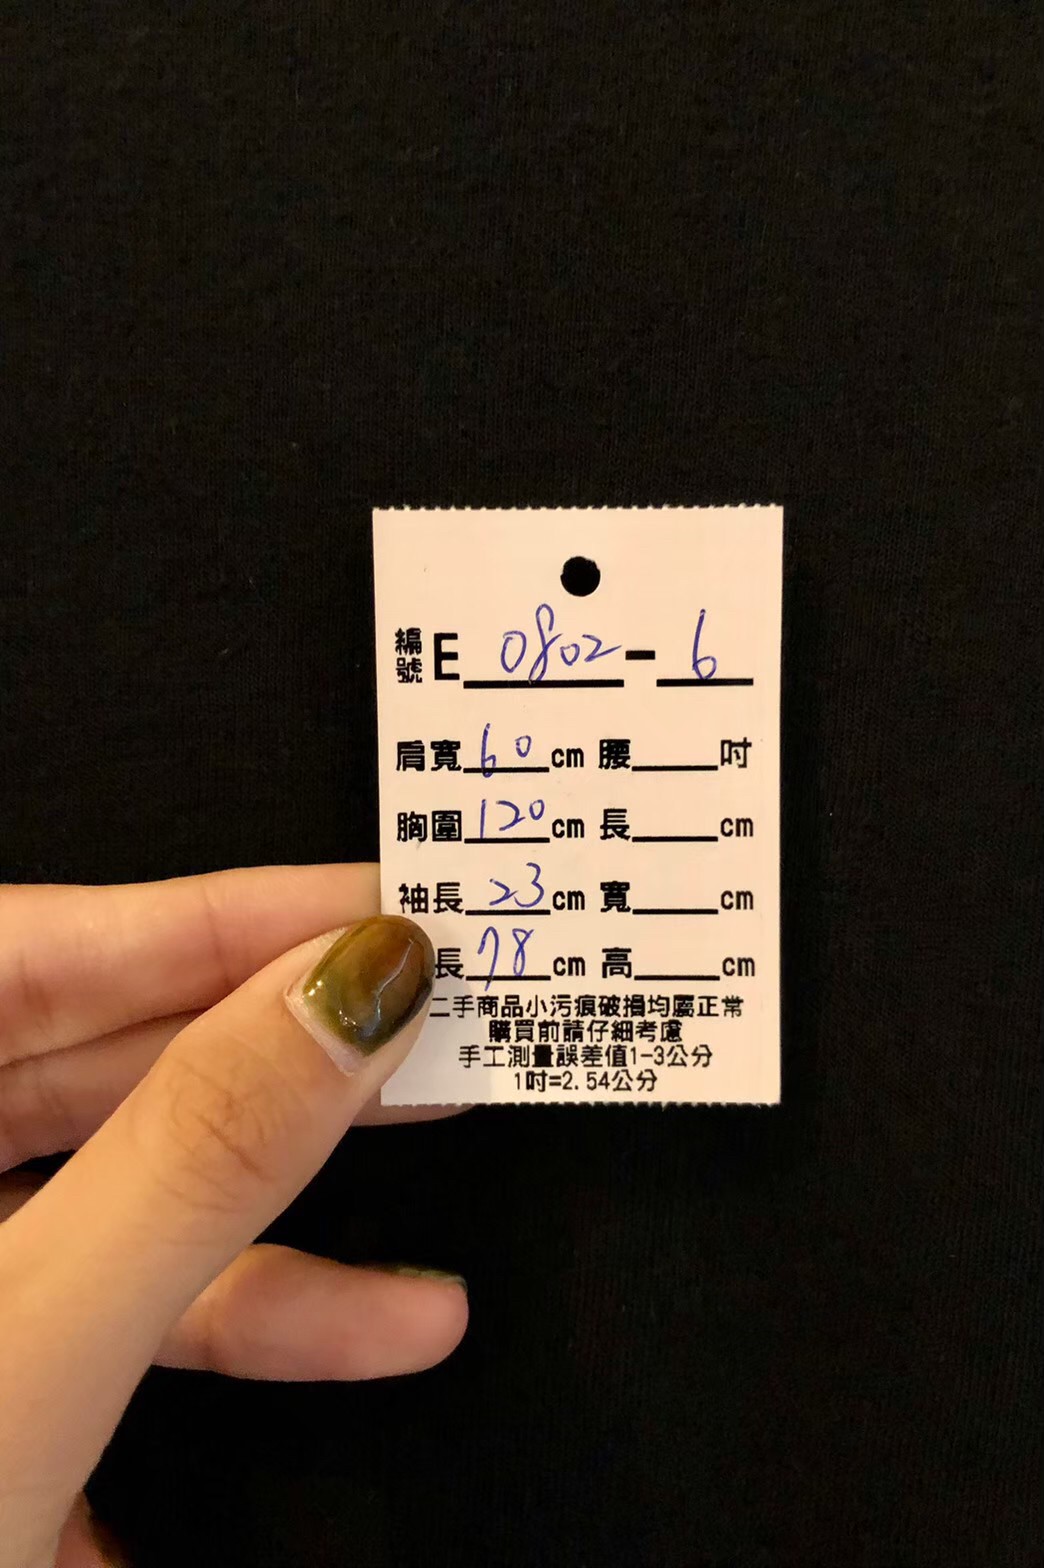 編號 E 0802 - 6
肩寬 60 cm 腰 吋
胸圍 120 cm 長 cm
袖長 23 cm 寬 cm
長 78 cm 高 cm
二手商品小污痕破損均屬正常
購買前請仔細考慮
手工測量誤差值1-3公分
1吋=2.54公分